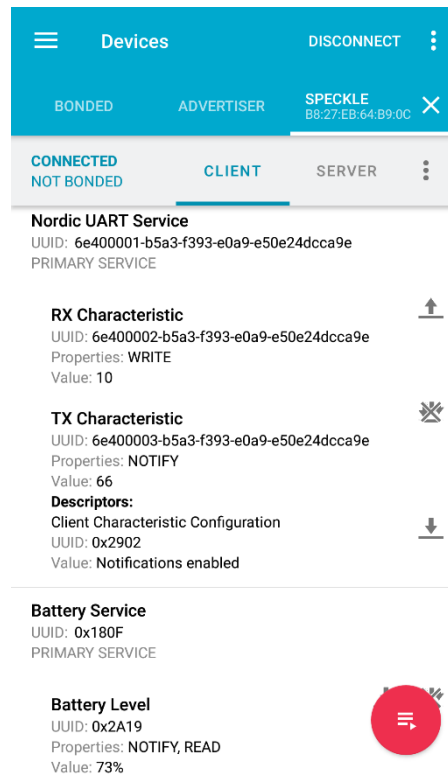 Devices
DISCONNECT
BONDED
ADVERTISER
SPECKLE
B8:27:EB:64:B9:0C
CONNECTED
NOT BONDED
CLIENT
SERVER
Nordic UART Service
UUID: 6e400001-b5a3-f393-e0a9-e50e24dcca9e
PRIMARY SERVICE
RX Characteristic
UUID: 6e400002-b5a3-f393-e0a9-e50e24dcca9e
Properties: WRITE
Value: 10
TX Characteristic
UUID: 6e400003-b5a3-f393-e0a9-e50e24dcca9e
Properties: NOTIFY
Value: 66
Descriptors:
Client Characteristic Configuration
UUID: 0x2902
Value: Notifications enabled
Battery Service
UUID: 0x180F
PRIMARY SERVICE
Battery Level
UUID: 0x2A19
Properties: NOTIFY, READ
Value: 73%